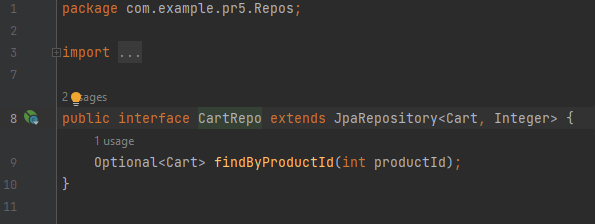 1 package com.example.pr5.Repos;
2
3 import ...
7
2 usages
8 public interface CartRepo extends JpaRepository<Cart, Integer> {
1 usage
9 Optional<Cart> findByProductId(int productId);
10 }
11